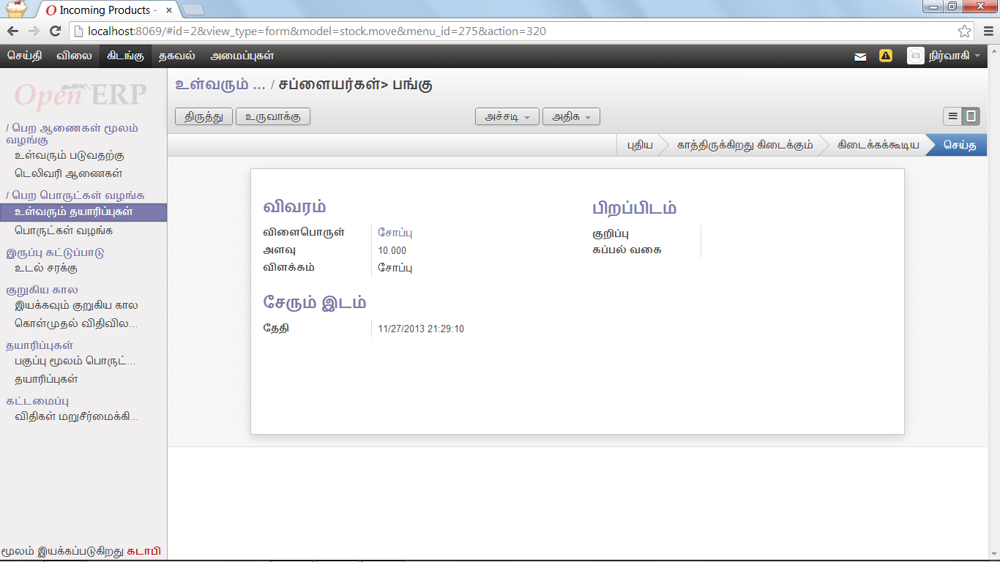 Incoming Products -
localhost:8069/#id=2&view_type=form&model=stock.move&menu_id=275&action=320
செய்தி விலை கிடங்கு தகவல் அமைப்புகள் நிர்வாகி
Open ERP
/ பெற ஆணைகள் மூலம்
வழங்கு
உள்வரும் படுவதற்கு
டெலிவரி ஆணைகள்
/ பெற பொருட்கள் வழங்க
உள்வரும் தயாரிப்புகள்
பொருட்கள் வழங்க
இருப்பு கட்டுப்பாடு
உடல் சரக்கு
குறுகிய கால
இயக்கவும் குறுகிய கால
கொள்முதல் விதிவில...
தயாரிப்புகள்
பகுப்பு மூலம் பொருட்...
தயாரிப்புகள்
கட்டமைப்பு
விதிகள் மறுசீர்மைக்கி...
மூலம் இயக்கப்படுகிறது கடாபி
உள்வரும் ... / சப்ளையர்கள்> பங்கு
திருத்து உருவாக்கு அச்சடி அதிக
புதிய காத்திருக்கிறது கிடைக்கும் கிடைக்கக்கூடிய செய்த
விவரம்
விளைபொருள் சோப்பு
அளவு 10.000
விளக்கம் சோப்பு
பிறப்பிடம்
குறிப்பு
கப்பல் வகை
சேரும் இடம்
தேதி 11/27/2013 21:29:10